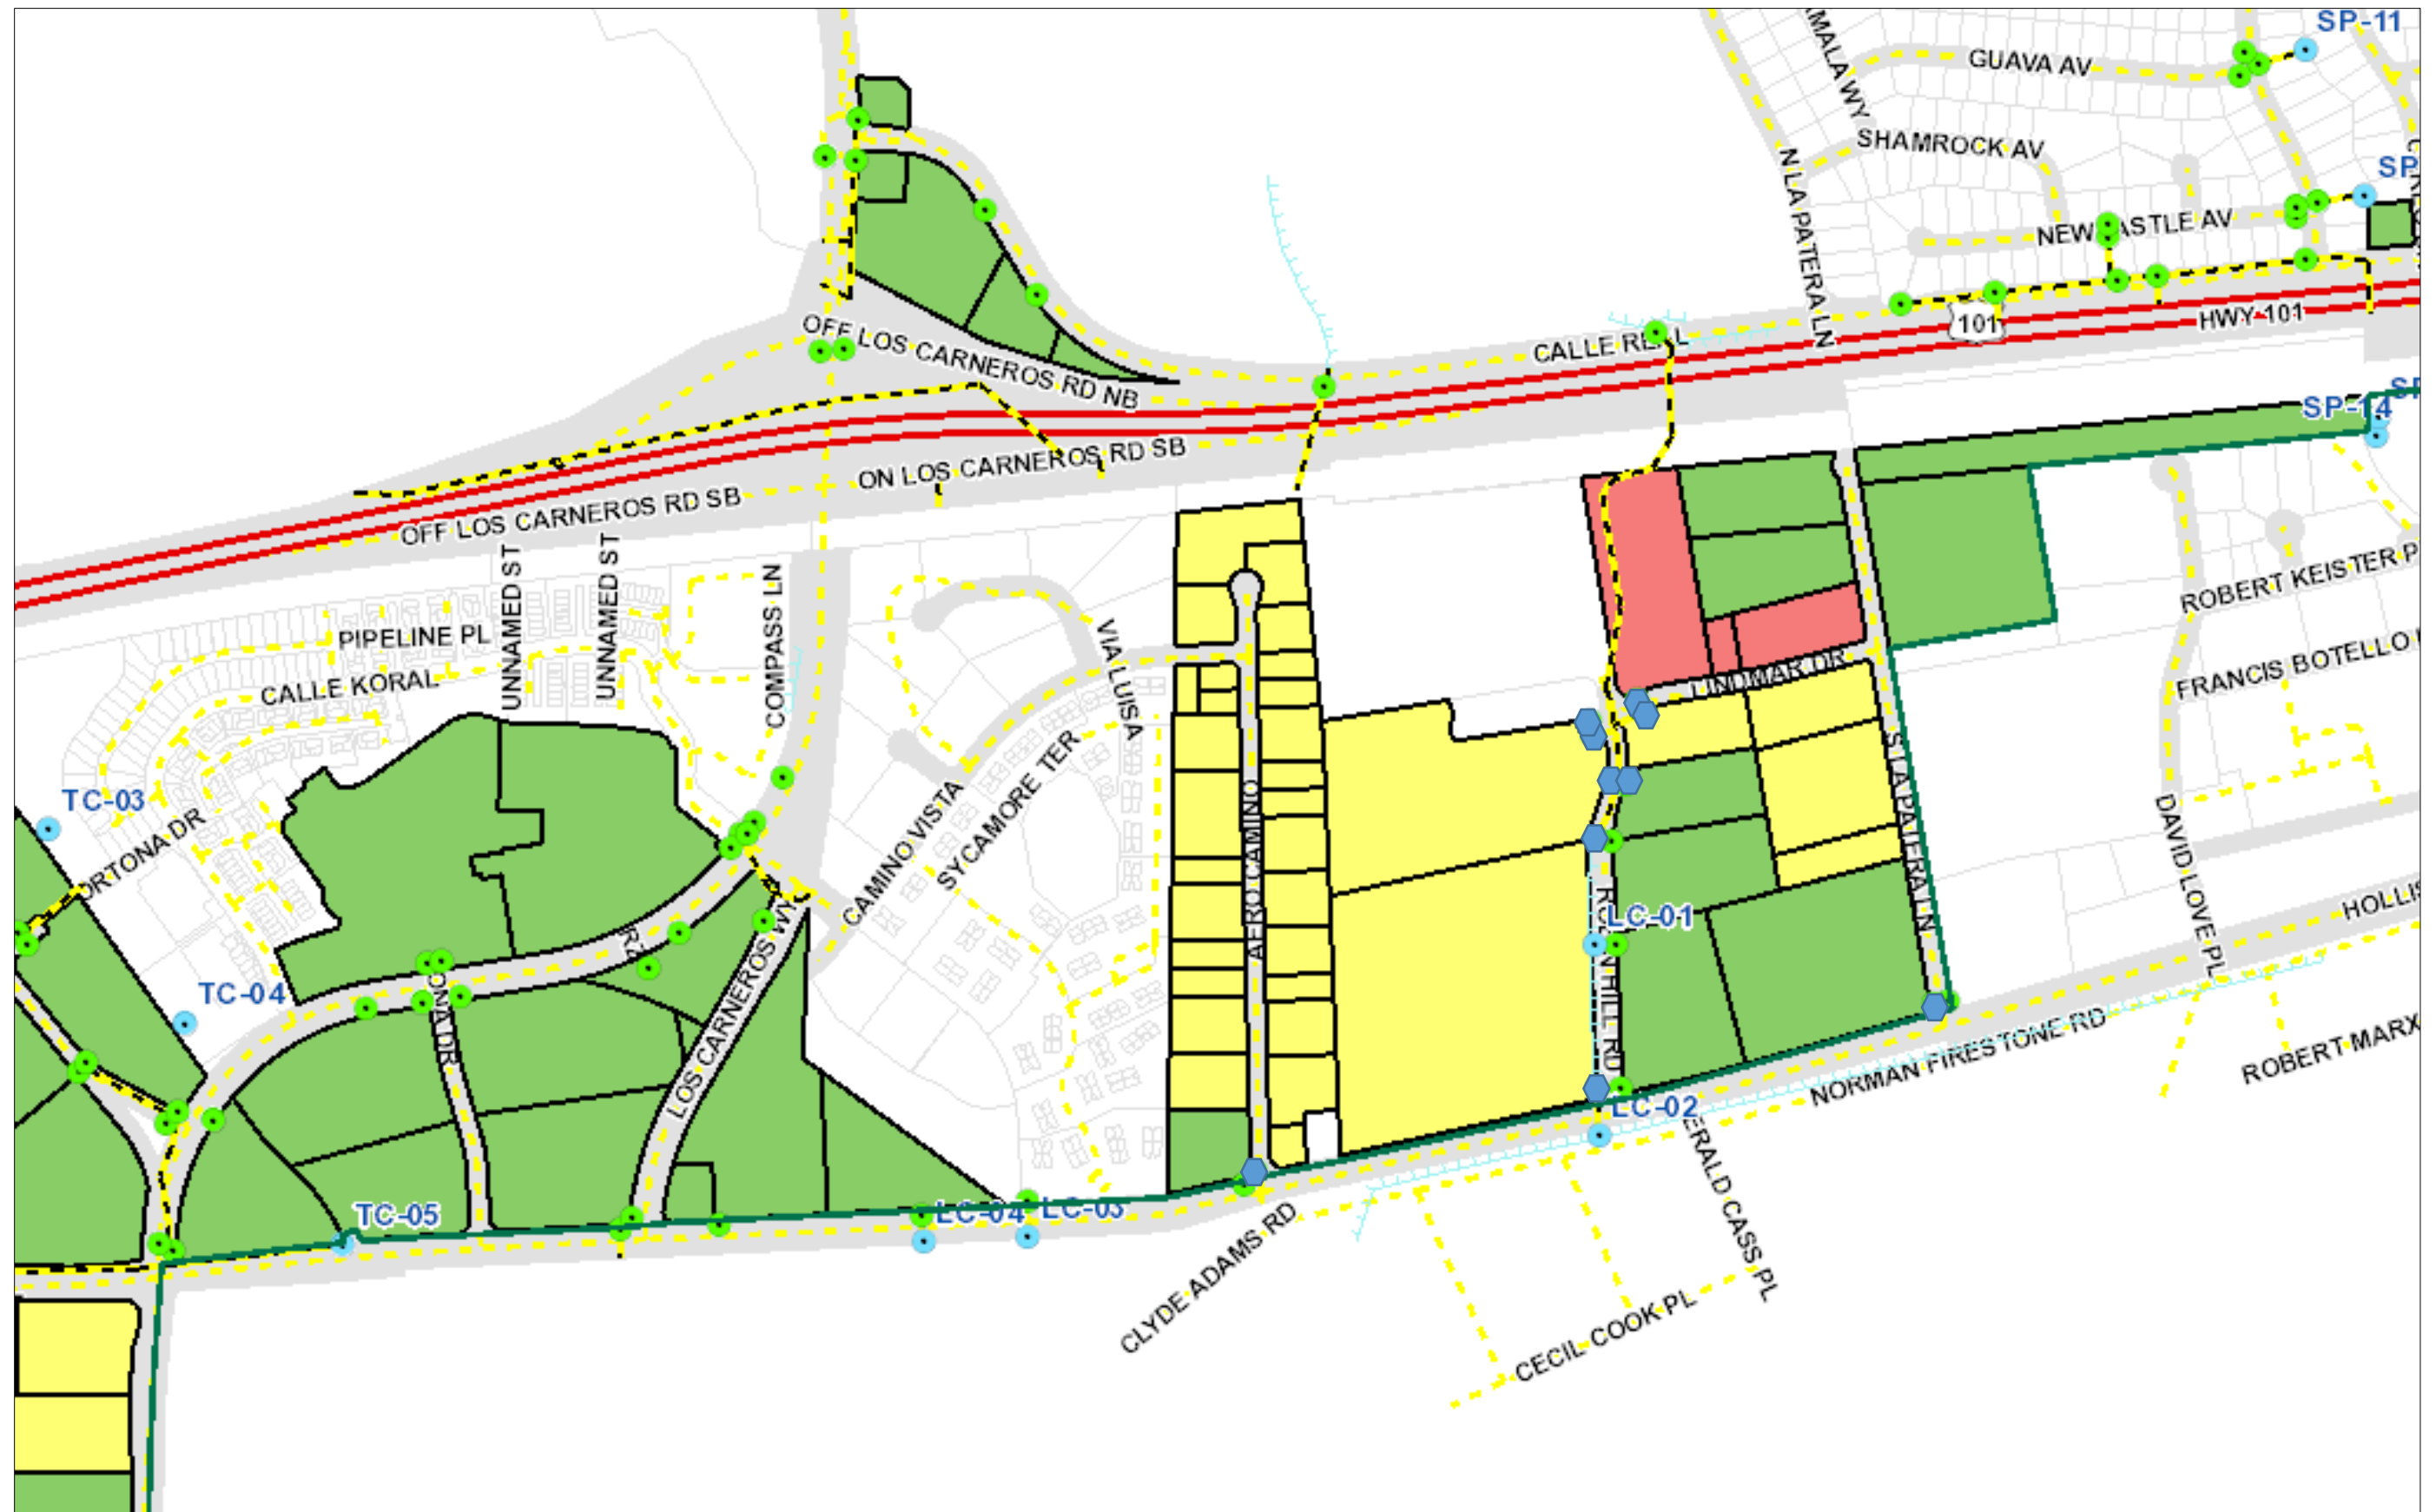 SP-11
GUAVA AV
SHAMROCK AV
N LA PATERA LN
NEWCASTLE AV
101
HWY 101
CALLE REAL
OFF LOS CARNEROS RD NB
ON LOS CARNEROS RD SB
OFF LOS CARNEROS RD SB
SP-14
UNNAMED ST
UNNAMED ST
COMPASS LN
PIPELINE PL
CALLE KORAL
VIA LUISA
ROBERT KEISTER P
FRANCIS BOTELLO
LINDMAR DR
TC-03
CORTONA DR
CAMINO VISTA
SYCAMORE TER
AERO CAMINO
S LA PATERA LN
DAVID LOVE PL
HOLLIS
LC-01
TC-04
LOS CARNEROS WY
NORMAN FIRESTONE RD
ROBERT MARX
LC-02
TC-05
LC-04
LC-03
CLYDE ADAMS RD
ERALD CASS PL
CECIL COOK PL